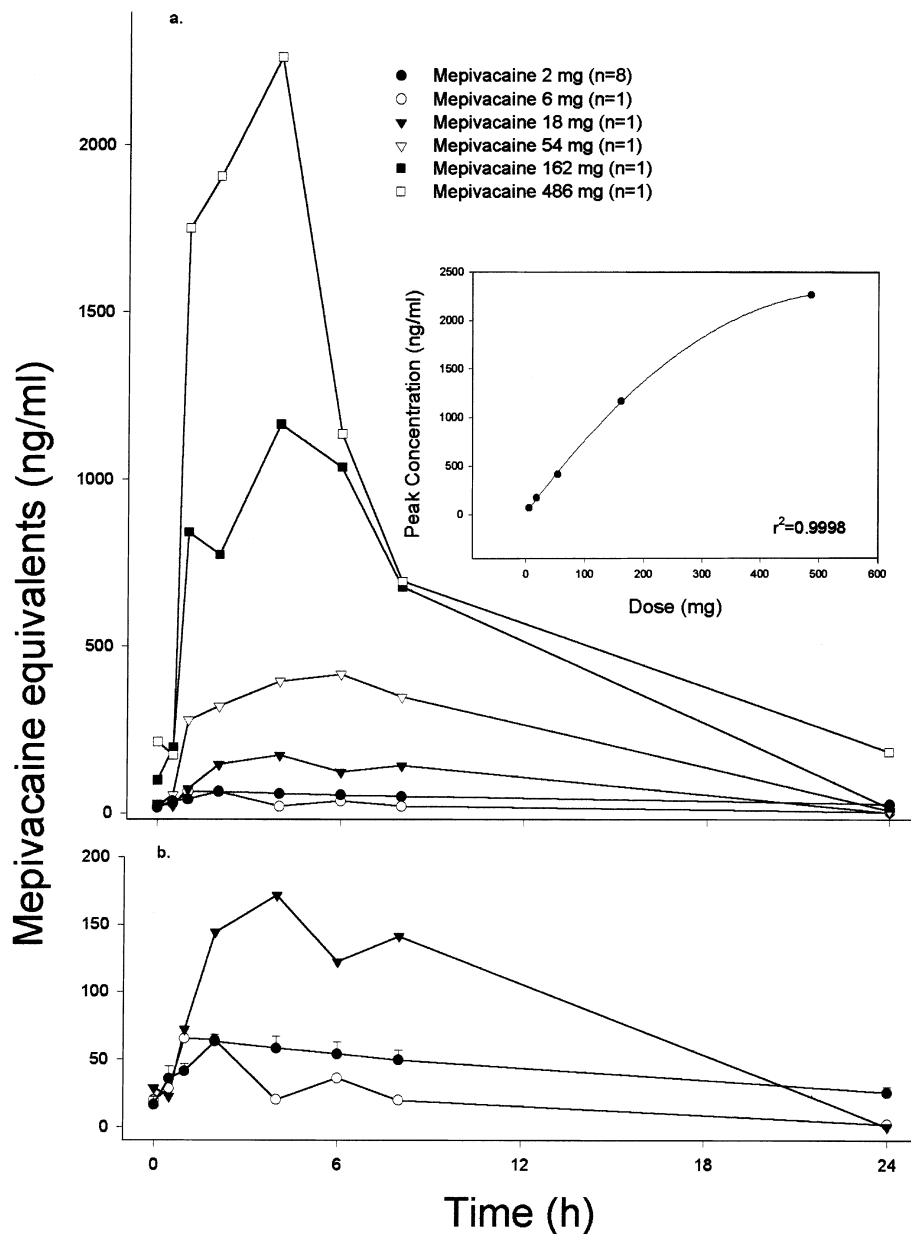 a.
Mepivacaine 2 mg (n=8)
Mepivacaine 6 mg (n=1)
Mepivacaine 18 mg (n=1)
Mepivacaine 54 mg (n=1)
Mepivacaine 162 mg (n=1)
Mepivacaine 486 mg (n=1)
2000
1500
1000
500
0
Mepivacaine equivalents (ng/ml)
Peak Concentration (ng/ml)
2500
2000
1500
1000
500
0
r²=0.9998
0 100 200 300 400 500 600
Dose (mg)
b.
200
150
100
50
0
0 6 12 18 24
Time (h)